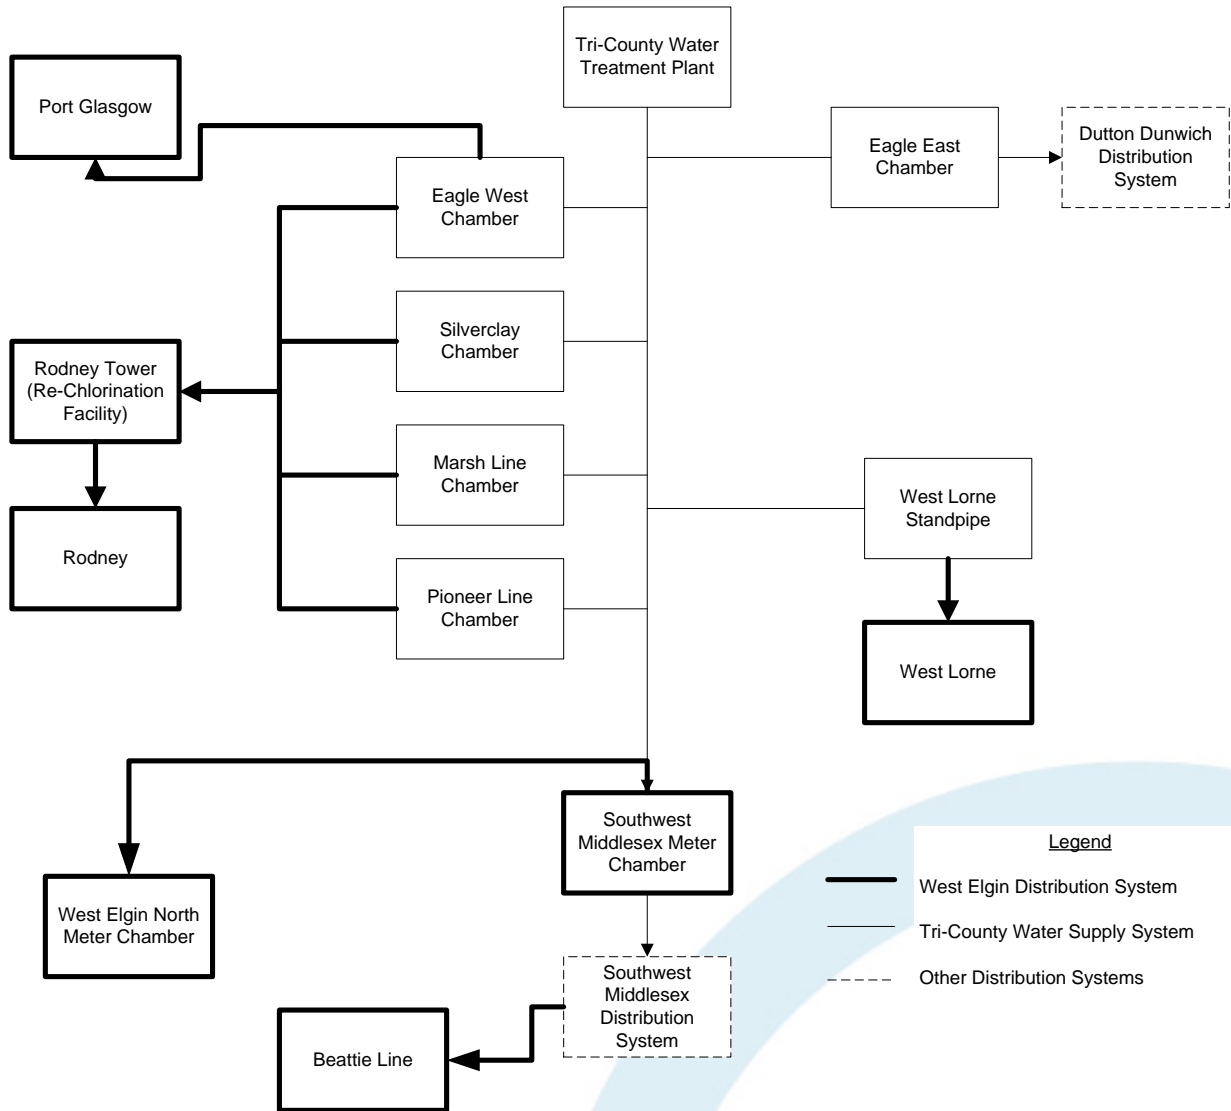 Tri-County Water
Treatment Plant
Port Glasgow
Eagle East
Chamber
Dutton Dunwich
Distribution
System
Eagle West
Chamber
Silverclay
Chamber
Rodney Tower
(Re-Chlorination
Facility)
Marsh Line
Chamber
West Lorne
Standpipe
Rodney
Pioneer Line
Chamber
West Lorne
Southwest
Middlesex Meter
Chamber
West Elgin North
Meter Chamber
Southwest
Middlesex
Distribution
System
Beattie Line
Legend
West Elgin Distribution System
Tri-County Water Supply System
Other Distribution Systems